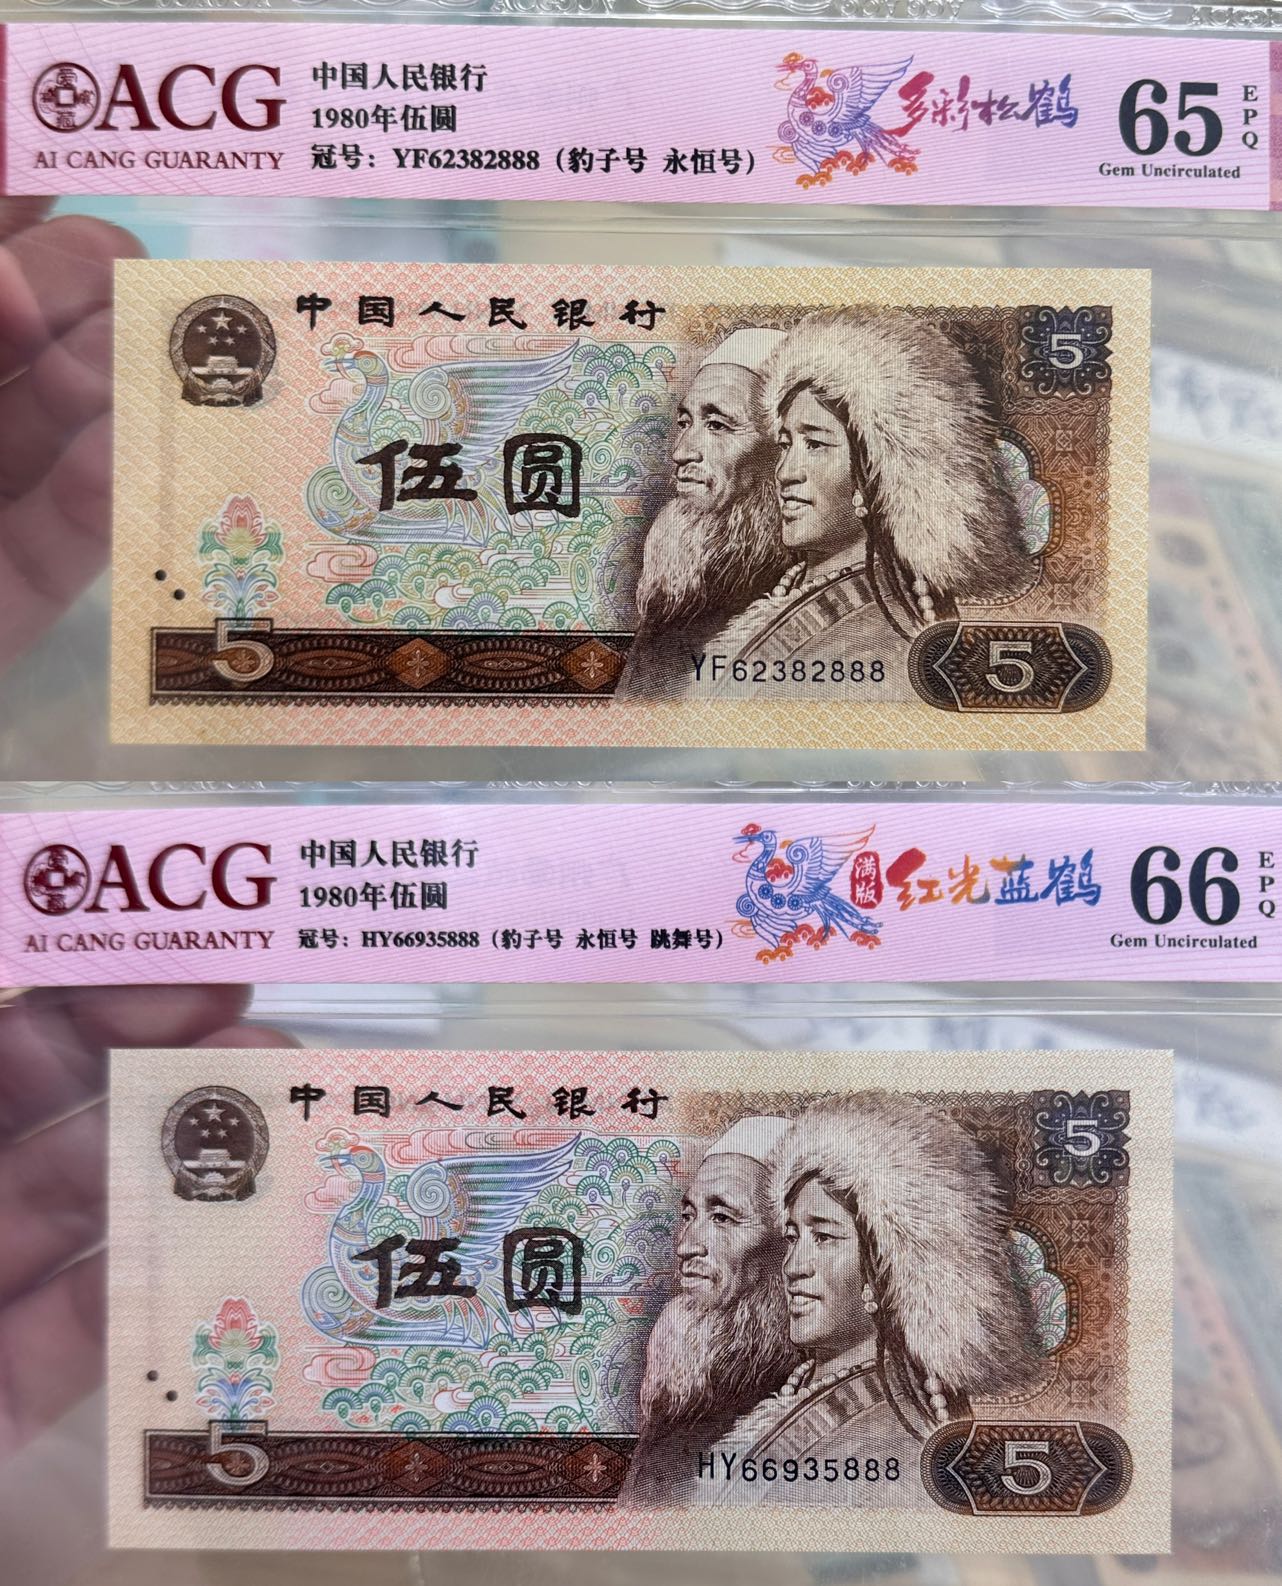 ACG
AI CANG GUARANTY
中国人民银行
1980年伍圆
冠号：YF62382888（豹子号 永恒号）
多彩松鹤
65
EPQ
Gem Uncirculated
中国人民银行
5
伍圆
5
YF62382888
5
ACG
AI CANG GUARANTY
中国人民银行
1980年伍圆
冠号：HY66935888（豹子号 永恒号 跳舞号）
满版
红光蓝鹤
66
EPQ
Gem Uncirculated
中国人民银行
5
伍圆
5
HY66935888
5